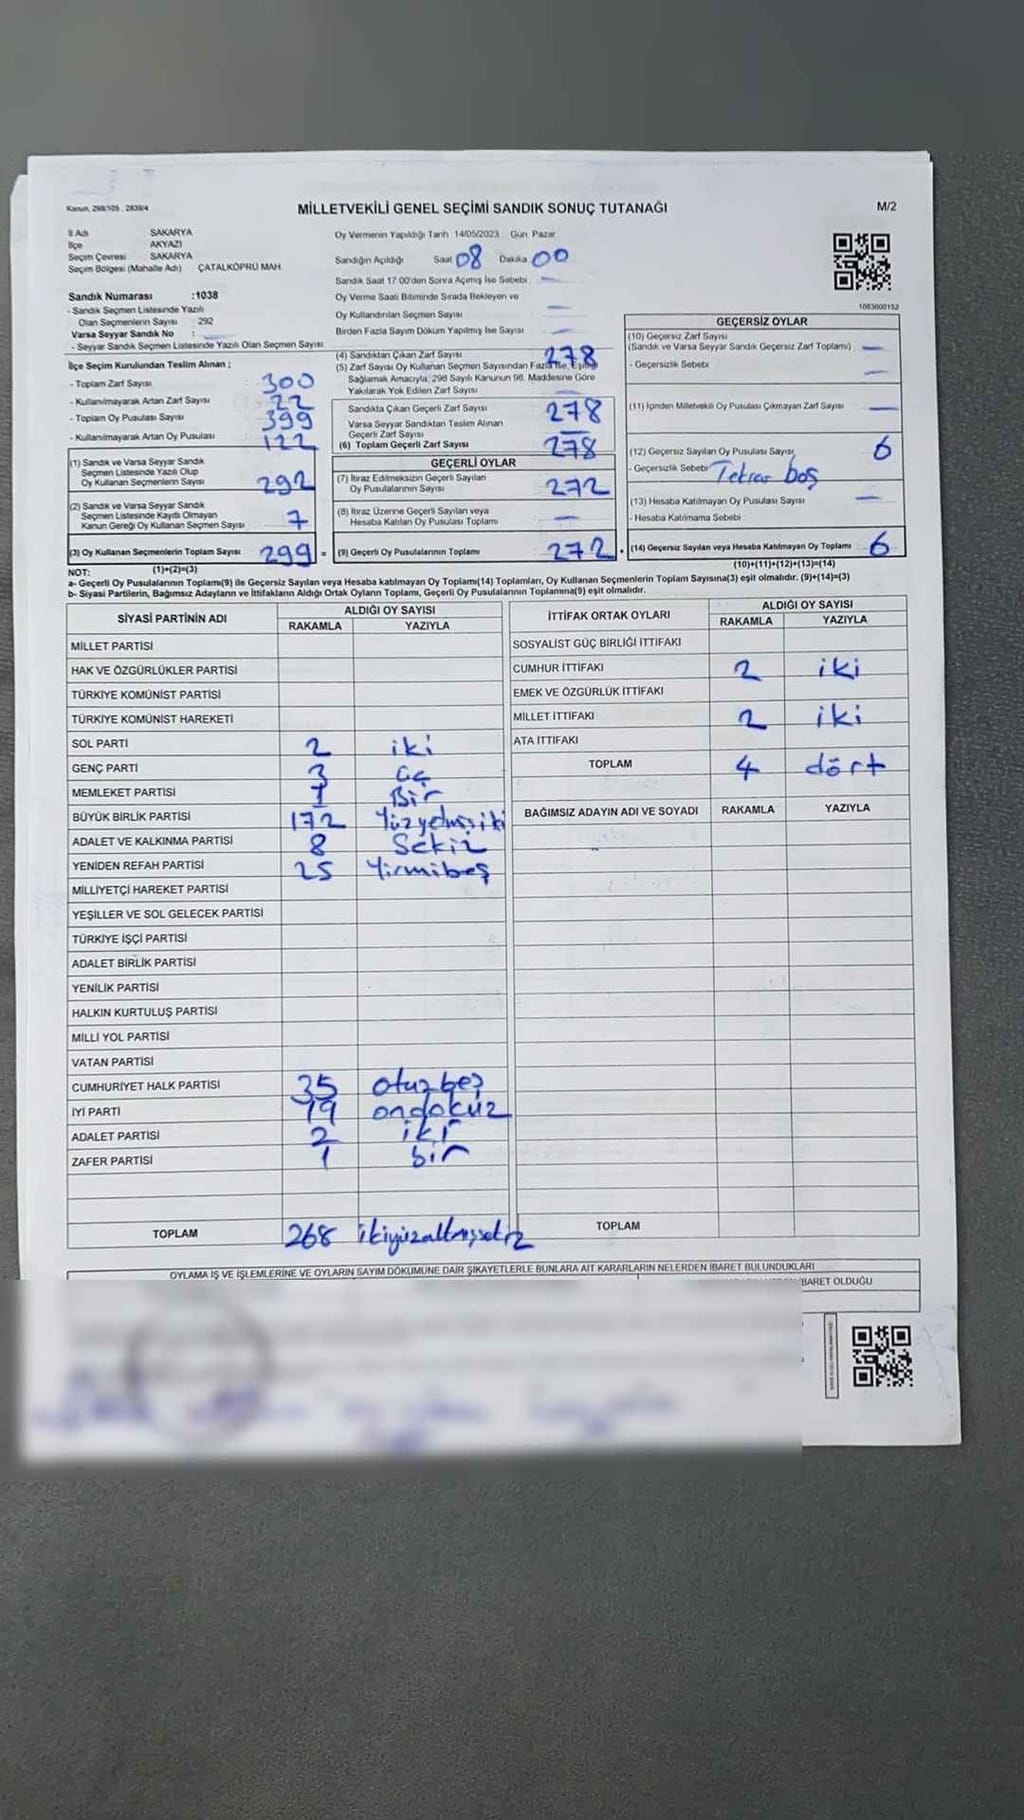 Kanun, 298/105 , 2839/4
MİLLETVEKİLİ GENEL SEÇİMİ SANDIK SONUÇ TUTANAĞI
M/2
İl Adı SAKARYA
İlçe AKYAZI
Seçim Çevresi SAKARYA
Seçim Bölgesi (Mahalle Adı) ÇATALKÖPRÜ MAH.
Sandık Numarası :1038
- Sandık Seçmen Listesinde Yazılı
Olan Seçmenlerin Sayısı 292
Varsa Seyyar Sandık No :
- Seyyar Sandık Seçmen Listesinde Yazılı Olan Seçmen Sayısı:
Oy Vermenin Yapıldığı Tarih 14/05/2023 Gün: Pazar
Sandığın Açıldığı Saat 08 Dakika 00
Sandık Saat 17.00'den Sonra Açımış İse Sebebi : —
Oy Verme Saati Bitiminde Sırada Bekleyen ve
Oy Kullandırılan Seçmen Sayısı : —
Birden Fazla Sayım Döküm Yapılmış İse Sayısı : —
1083600152
İlçe Seçim Kurulundan Teslim Alınan ;
- Toplam Zarf Sayısı : 300
- Kullanılmayarak Artan Zarf Sayısı : 22
- Toplam Oy Pusulası Sayısı : 399
- Kullanılmayarak Artan Oy Pusulası : 122
(1) Sandık ve Varsa Seyyar Sandık
Seçmen Listesinde Yazılı Olup
Oy Kullanan Seçmenlerin Sayısı 292
(2) Sandık ve Varsa Seyyar Sandık
Seçmen Listesinde Kayıtlı Olmayan
Kanun Gereği Oy Kullanan Seçmen Sayısı 7
(3) Oy Kullanan Seçmenlerin Toplam Sayısı 299 =
(1)+(2)=(3)
(4) Sandıktan Çıkan Zarf Sayısı : 278
(5) Zarf Sayısı Oy Kullanan Seçmen Sayısından Fazla İse, Eşitliği
Sağlamak Amacıyla, 298 Sayılı Kanunun 98. Maddesine Göre
Yakılarak Yok Edilen Zarf Sayısı : —
Sandıkta Çıkan Geçerli Zarf Sayısı 278
Varsa Seyyar Sandıktan Teslim Alınan
Geçerli Zarf Sayısı —
(6) Toplam Geçerli Zarf Sayısı 278
GEÇERLİ OYLAR
(7) İtiraz Edilmeksizin Geçerli Sayılan
Oy Pusulalarının Sayısı 272
(8) İtiraz Üzerine Geçerli Sayılan veya
Hesaba Katılan Oy Pusulası Toplamı —
(9) Geçerli Oy Pusulalarının Toplamı 272 +
GEÇERSİZ OYLAR
(10) Geçersiz Zarf Sayısı
(Sandık ve Varsa Seyyar Sandık Geçersiz Zarf Toplamı) —
- Geçersizlik Sebebi : —
(11) İçinden Milletvekili Oy Pusulası Çıkmayan Zarf Sayısı —
(12) Geçersiz Sayılan Oy Pusulası Sayısı 6
- Geçersizlik Sebebi boş
(13) Hesaba Katılmayan Oy Pusulası Sayısı —
- Hesaba Katılmama Sebebi :
(14) Geçersiz Sayılan veya Hesaba Katılmayan Oy Toplamı 6
(10)+(11)+(12)+(13)=(14)
NOT:
a- Geçerli Oy Pusulalarının Toplamı(9) ile Geçersiz Sayılan veya Hesaba katılmayan Oy Toplamı(14) Toplamları, Oy Kullanan Seçmenlerin Toplam Sayısına(3) eşit olmalıdır. (9)+(14)=(3)
b- Siyasi Partilerin, Bağımsız Adayların ve İttifakların Aldığı Ortak Oyların Toplamı, Geçerli Oy Pusulalarının Toplamına(9) eşit olmalıdır.
SİYASİ PARTİNİN ADI ALDIĞI OY SAYISI
RAKAMLA YAZIYLA
MİLLET PARTİSİ
HAK VE ÖZGÜRLÜKLER PARTİSİ
TÜRKİYE KOMÜNİST PARTİSİ
TÜRKİYE KOMÜNİST HAREKETİ
SOL PARTİ 2 iki
GENÇ PARTİ 3 üç
MEMLEKET PARTİSİ 1 Bir
BÜYÜK BİRLİK PARTİSİ 172 Yüzyetmişiki
ADALET VE KALKINMA PARTİSİ 8 Sekiz
YENİDEN REFAH PARTİSİ 25 Yirmibeş
MİLLİYETÇİ HAREKET PARTİSİ
YEŞİLLER VE SOL GELECEK PARTİSİ
TÜRKİYE İŞÇİ PARTİSİ
ADALET BİRLİK PARTİSİ
YENİLİK PARTİSİ
HALKIN KURTULUŞ PARTİSİ
MİLLİ YOL PARTİSİ
VATAN PARTİSİ
CUMHURİYET HALK PARTİSİ 35 otuzbeş
İYİ PARTİ 19 ondokuz
ADALET PARTİSİ 2 iki
ZAFER PARTİSİ 1 bir
TOPLAM 268 ikiyüzaltmışsekiz
İTTİFAK ORTAK OYLARI ALDIĞI OY SAYISI
RAKAMLA YAZIYLA
SOSYALİST GÜÇ BİRLİĞİ İTTİFAKI
CUMHUR İTTİFAKI 2 iki
EMEK VE ÖZGÜRLÜK İTTİFAKI
MİLLET İTTİFAKI 2 iki
ATA İTTİFAKI
TOPLAM 4 dört
BAĞIMSIZ ADAYIN ADI VE SOYADI RAKAMLA YAZIYLA
TOPLAM
OYLAMA İŞ VE İŞLEMLERİNE VE OYLARIN SAYIM DÖKÜMÜNE DAİR ŞİKAYETLERLE BUNLARA AİT KARARLARIN NELERDEN İBARET BULUNDUKLARI
İBARET OLDUĞU